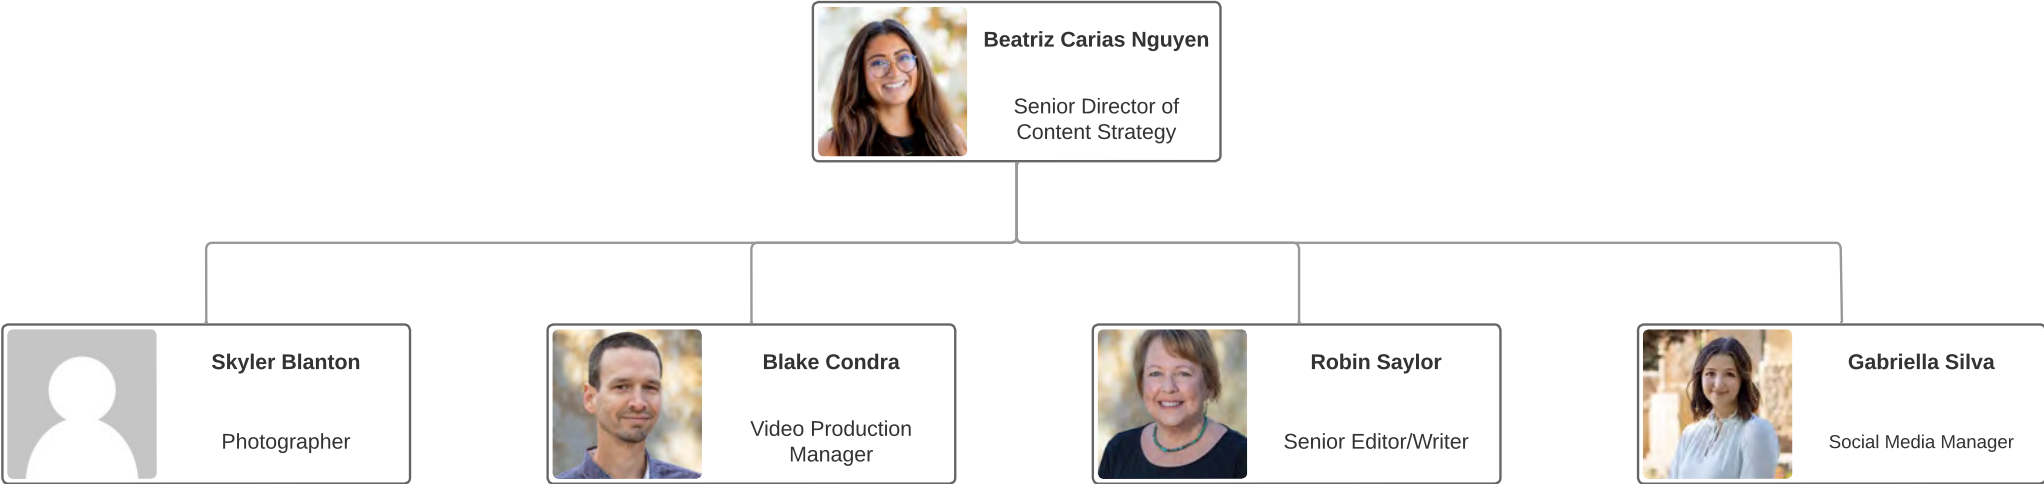 Beatriz Carias Nguyen
Senior Director of
Content Strategy
Skyler Blanton
Photographer
Blake Condra
Video Production
Manager
Robin Saylor
Senior Editor/Writer
Gabriella Silva
Social Media Manager